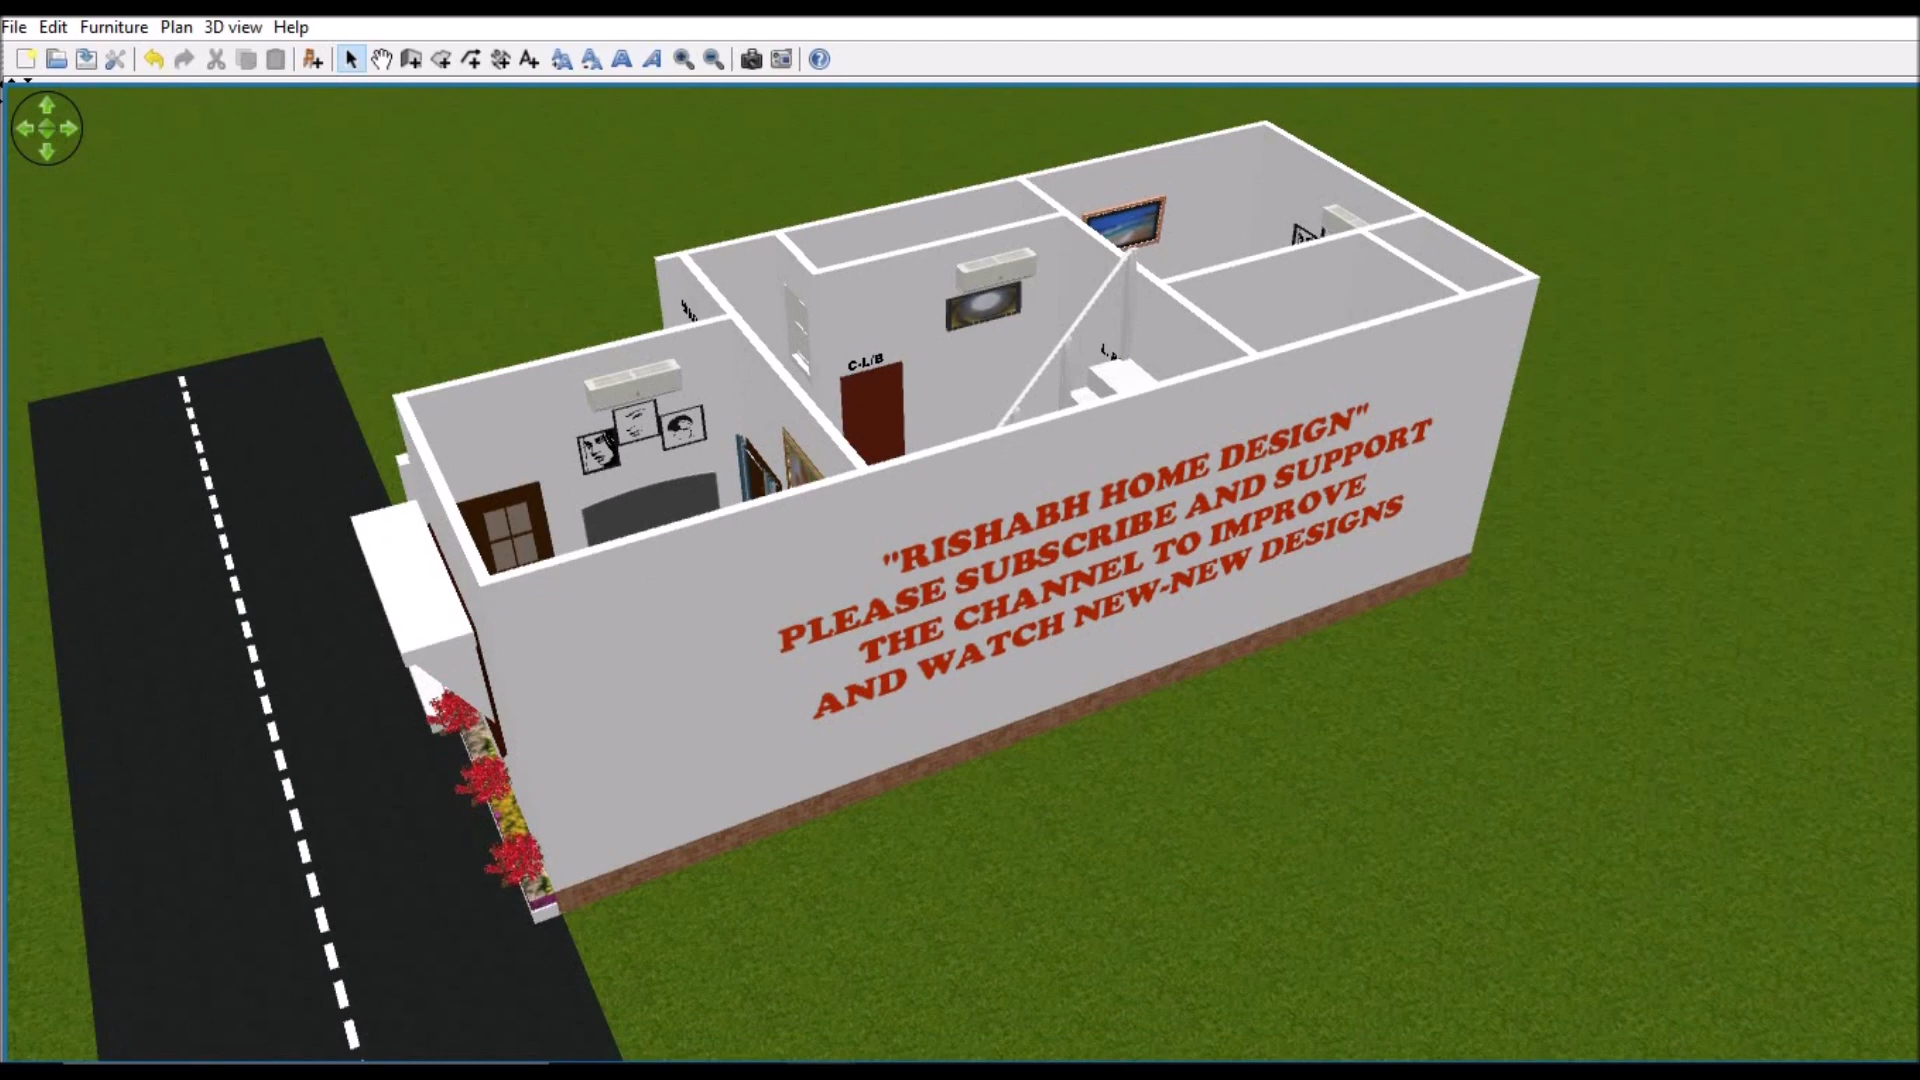 File Edit Furniture Plan 3D view Help
C-L/B
"RISHABH HOME DESIGN"
PLEASE SUBSCRIBE AND SUPPORT
THE CHANNEL TO IMPROVE
AND WATCH NEW-NEW DESIGNS